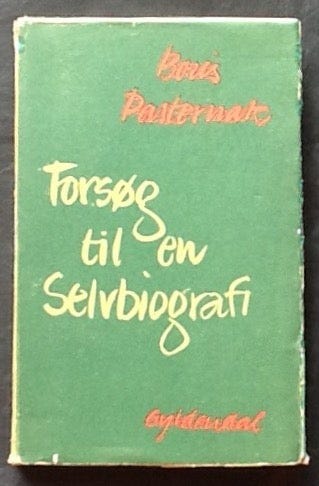 Boris
Pasternak
Forsøg
til en
Selvbiografi
Gyldendal